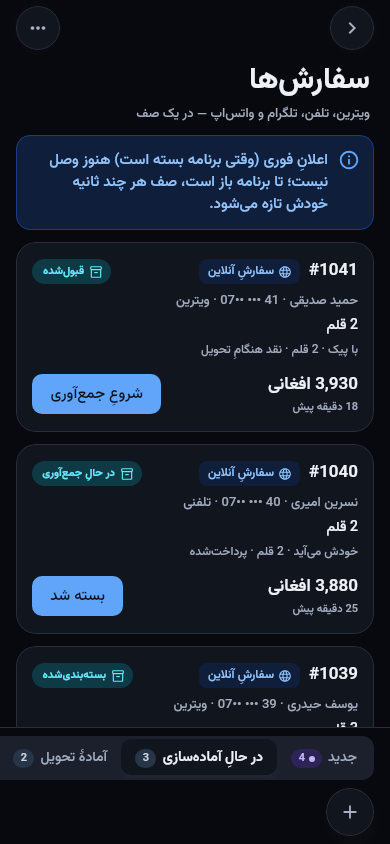 سفارش‌ها
ویترین، تلفن، تلگرام و واتس‌اپ — در یک صف
اعلانِ فوری (وقتی برنامه بسته است) هنوز وصل
نیست؛ تا برنامه باز است، صف هر چند ثانیه
خودش تازه می‌شود.
#1041 سفارشِ آنلاین قبول‌شده
حمید صدیقی · 41 ••• ••07 · ویترین
2 قلم
با پیک · 2 قلم · نقد هنگامِ تحویل
3,930 افغانی
شروعِ جمع‌آوری
18 دقیقه پیش
#1040 سفارشِ آنلاین در حالِ جمع‌آوری
نسرین امیری · 40 ••• ••07 · تلفنی
2 قلم
خودش می‌آید · 2 قلم · پرداخت‌شده
3,880 افغانی
بسته شد
25 دقیقه پیش
#1039 سفارشِ آنلاین بسته‌بندی‌شده
یوسف حیدری · 39 ••• ••07 · ویترین
جدید 4 در حالِ آماده‌سازی 3 آمادهٔ تحویل 2